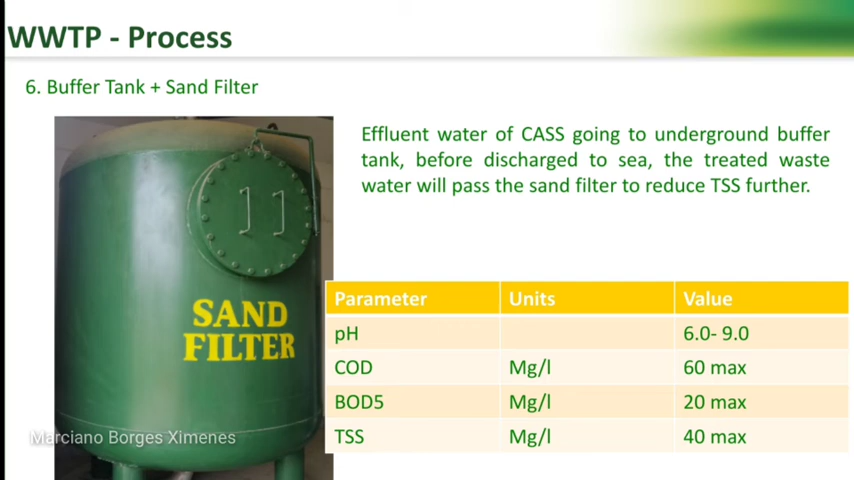 WWTP - Process
6. Buffer Tank + Sand Filter
Effluent water of CASS going to underground buffer
tank, before discharged to sea, the treated waste
water will pass the sand filter to reduce TSS further.
SAND
FILTER
Parameter Units Value
pH 6.0- 9.0
COD Mg/l 60 max
BOD5 Mg/l 20 max
TSS Mg/l 40 max
Marciano Borges Ximenes